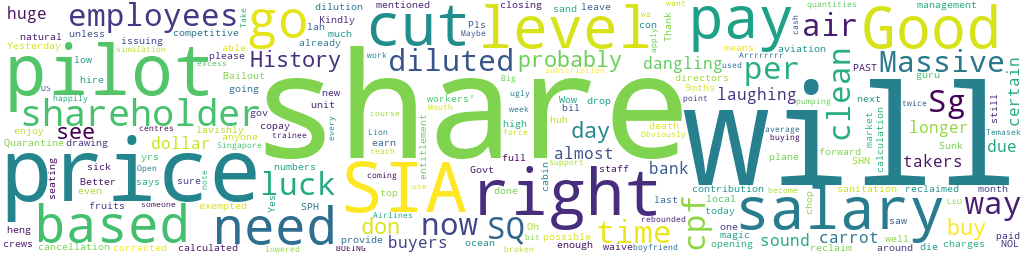 huge employees go cut level pay air Good
unless dilution Kindly mentioned closing sand leave con Take lah Pls Maybe Thank wa want apply cash quantities management
natural Yesterday competitive issuing already much
pilot History diluted probably dangling per laughing clean Massive
simulation able please low hire Bailout excess work subscription means directors 9mths point used aviation Arrrrrrrr PAST guru certain
US happily going gov new unit workers' Big ugly week high force Wow huh drop bil death Obviously pumping next twice
shareholder share will Sg
enjoy centres lavishly anyone copay trainee every Mouth course Lion earn teach entitlement day average buying market calculation still Temasek
Quarantine drawing see Singapore dollar numbers almost staff support plane forward SHN longer due Sunk takers
price SIA right salary way
seating crews heng yrs Open says Better even sick sure note luck Yes SPH coming full Govt done use top cabin bank last contribution become chop sanitation reclaimed month CEO
fruits someone exempted Airlines
based need don now SQ time cpf buy
cancellation corrected calculated lowered BOEING provide waive buyers ocean broken Oh bit possible enough boyfriend rebounded local today one magic opening sound reclaim carrot saw around well die charges paid NOL